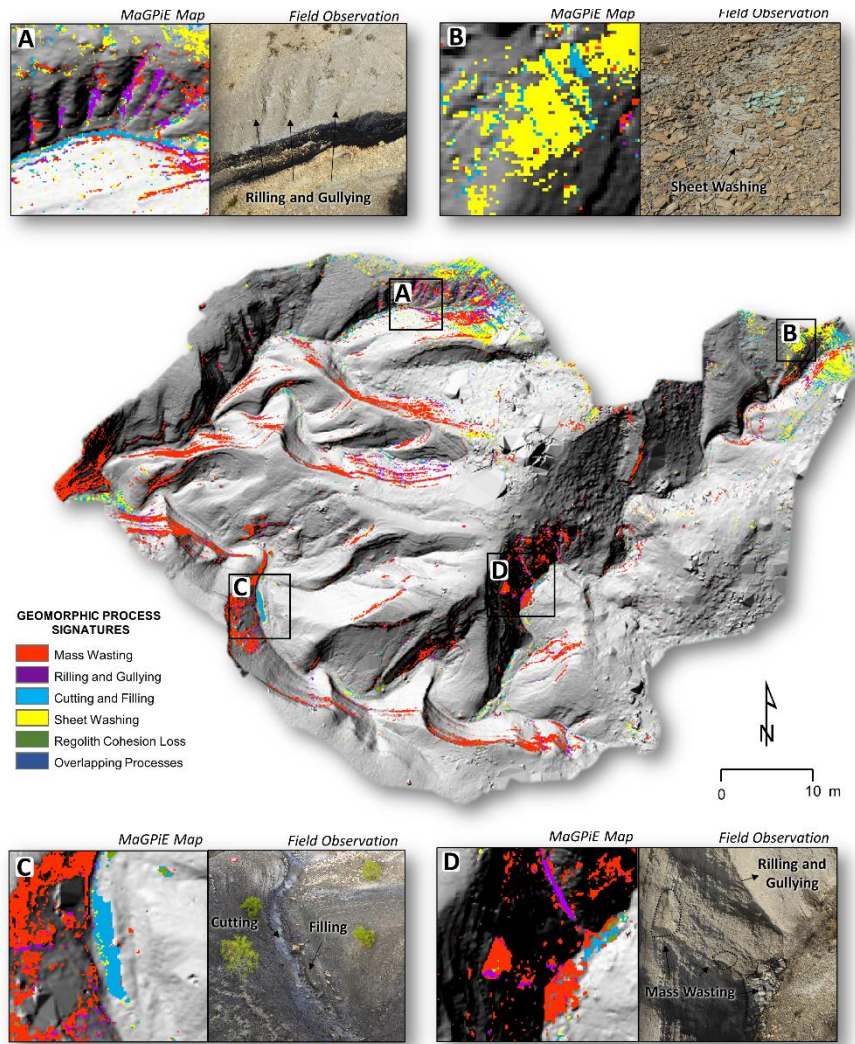 MaGPiE Map
Field Observation
A
Rilling and Gullying
MaGPiE Map
Field Observation
B
Sheet Washing
A
B
C
D
GEOMORPHIC PROCESS
SIGNATURES
Mass Wasting
Rilling and Gullying
Cutting and Filling
Sheet Washing
Regolith Cohesion Loss
Overlapping Processes
N
0
10 m
MaGPiE Map
Field Observation
C
Cutting
Filling
MaGPiE Map
Field Observation
D
Rilling and
Gullying
Mass Wasting